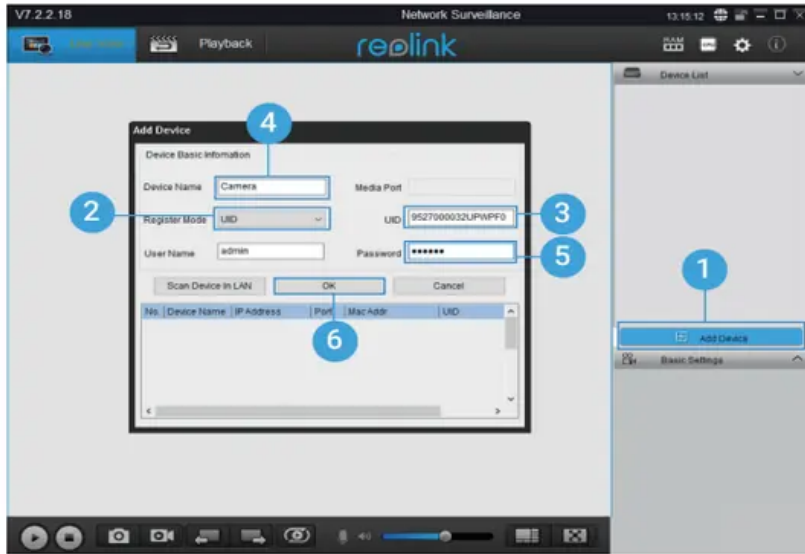 V7.2.2.18 Network Surveillance 13:15:12
Playback reolink
Device List
Add Device
4
Device Basic Infomation
Device Name Camera Media Port
2 Register Mode UID UID 9527000032UPWPF0 3
User Name admin Password •••••• 5
1
Scan Device In LAN OK Cancel
No. Device Name IP Address Port Mac Addr UID
6
Add Device
Basic Settings